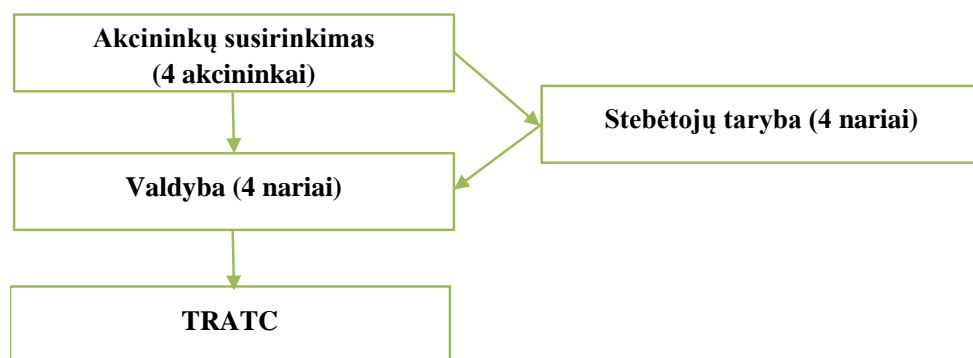 Akcininkų susirinkimas
(4 akcininkai)
Stebėtojų taryba (4 nariai)
Valdyba (4 nariai)
TRATC